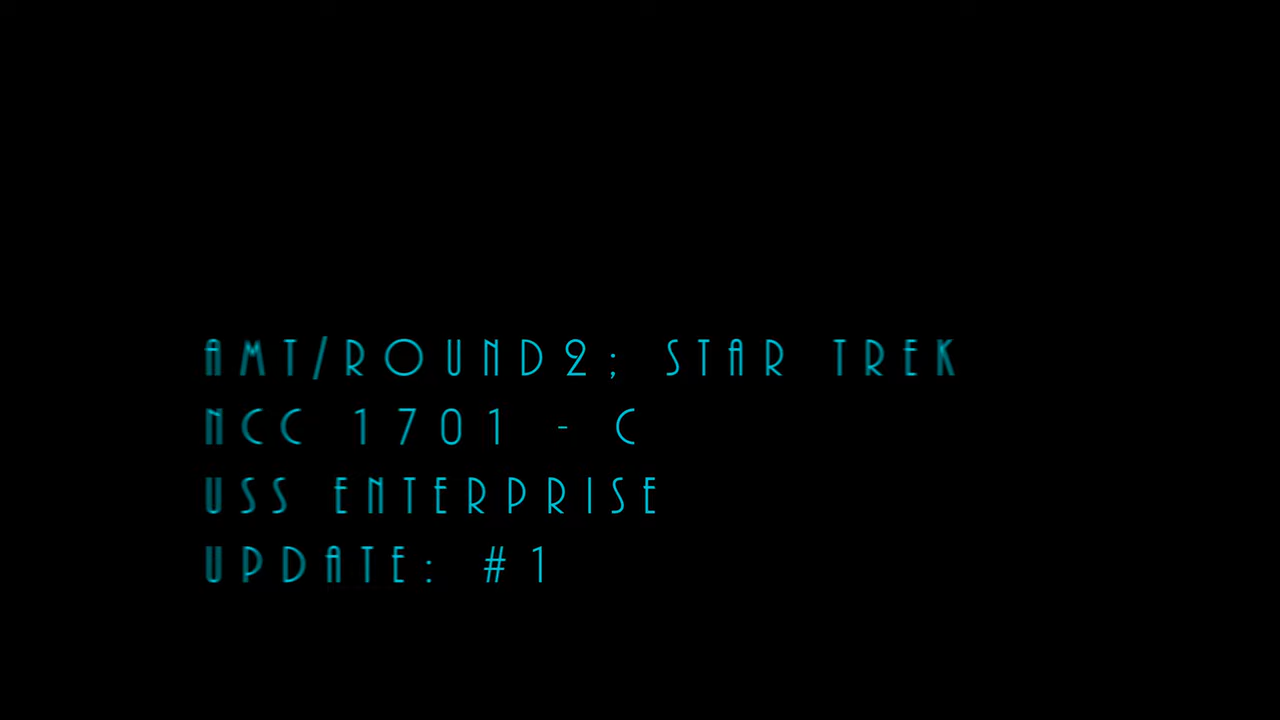 AMT/ROUND2; STAR TREK
NCC 1701 - C
USS ENTERPRISE
UPDATE: #1